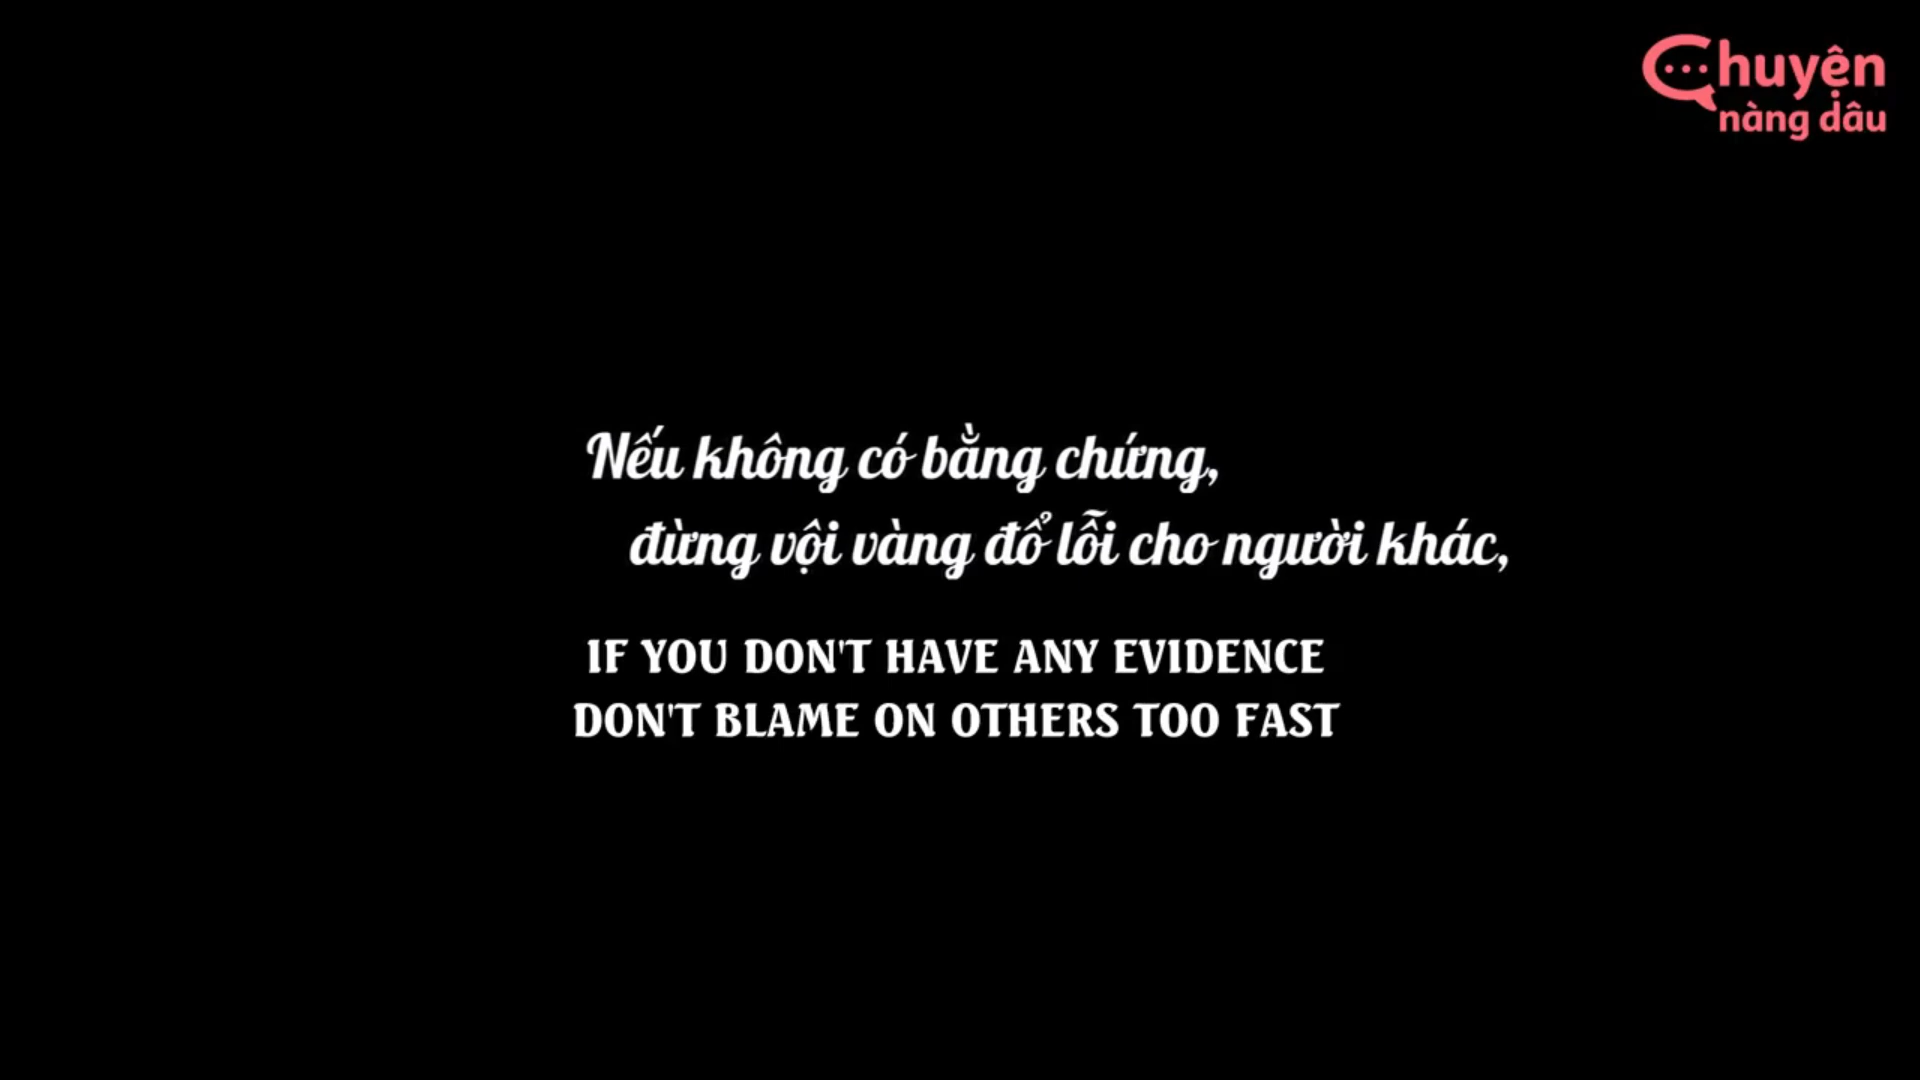 Chuyện
nàng dâu
Nếu không có bằng chứng,
đừng vội vàng đổ lỗi cho người khác,
IF YOU DON'T HAVE ANY EVIDENCE
DON'T BLAME ON OTHERS TOO FAST